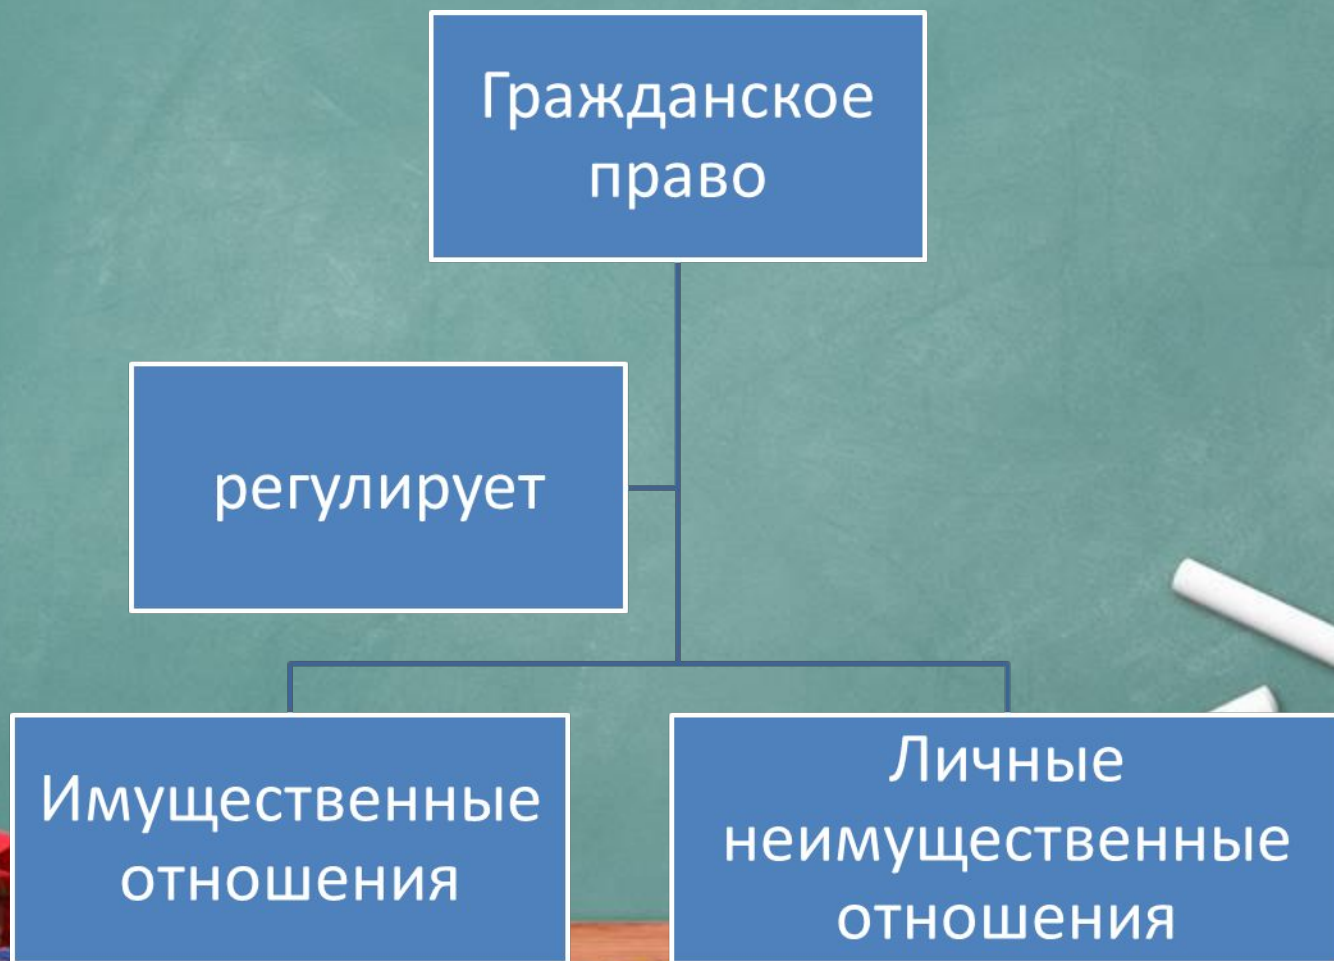 Гражданское
право
регулирует
Имущественные
отношения
Личные
неимущественные
отношения